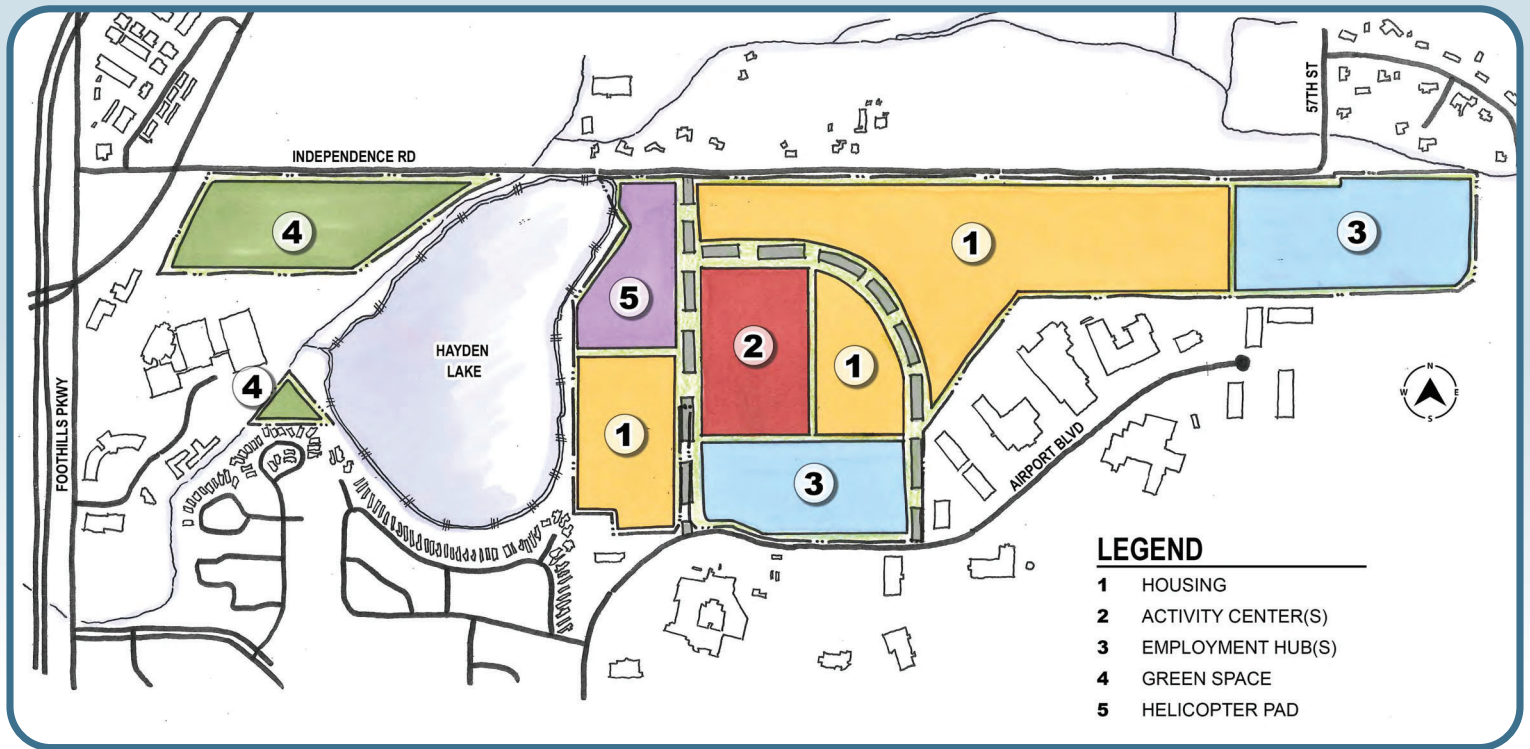 57TH ST
INDEPENDENCE RD
4
1
3
5
HAYDEN
LAKE
2
1
4
N
W E
S
FOOTHILLS PKWY
1
AIRPORT BLVD
3
LEGEND
1 HOUSING
2 ACTIVITY CENTER(S)
3 EMPLOYMENT HUB(S)
4 GREEN SPACE
5 HELICOPTER PAD